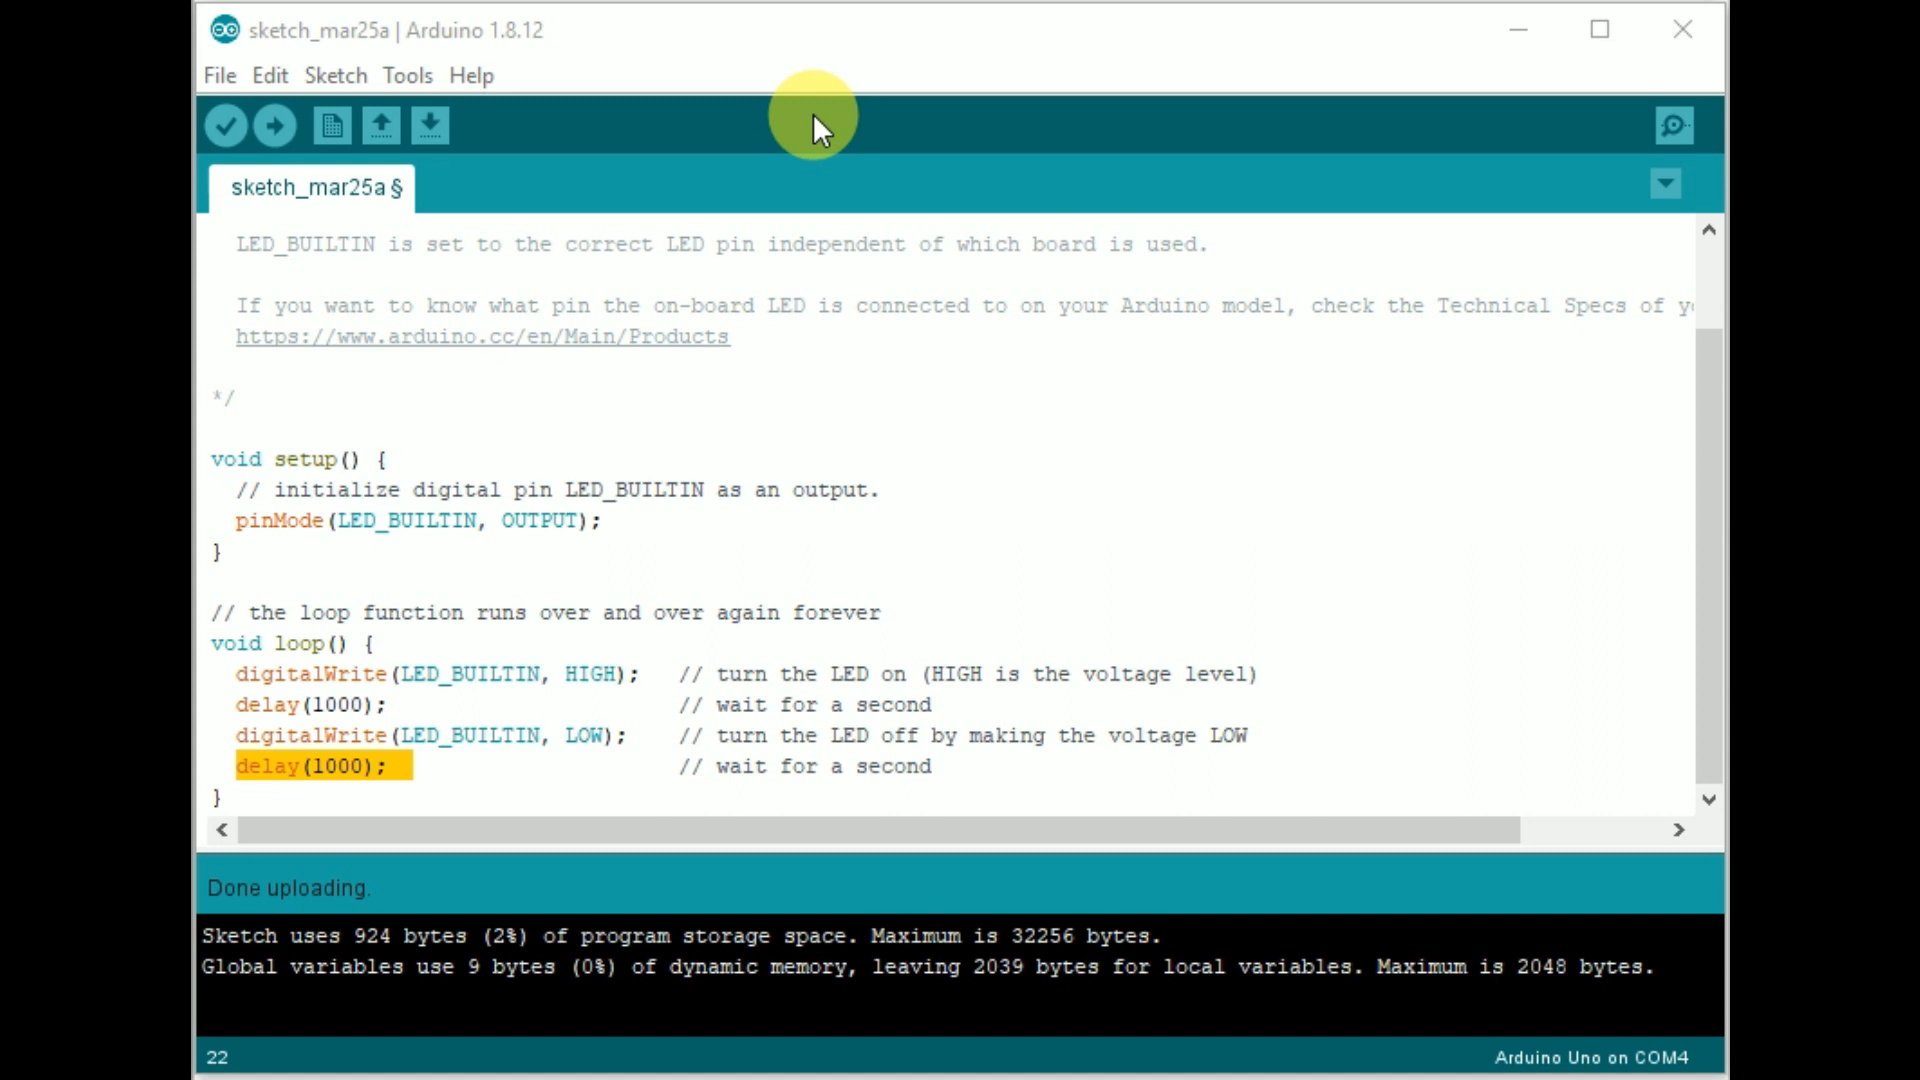 sketch_mar25a | Arduino 1.8.12
File Edit Sketch Tools Help
sketch_mar25a §
LED_BUILTIN is set to the correct LED pin independent of which board is used.
If you want to know what pin the on-board LED is connected to on your Arduino model, check the Technical Specs of
https://www.arduino.cc/en/Main/Products
*/
void setup() {
// initialize digital pin LED_BUILTIN as an output.
pinMode(LED_BUILTIN, OUTPUT);
}
// the loop function runs over and over again forever
void loop() {
digitalWrite(LED_BUILTIN, HIGH);   // turn the LED on (HIGH is the voltage level)
delay(1000);                       // wait for a second
digitalWrite(LED_BUILTIN, LOW);    // turn the LED off by making the voltage LOW
delay(1000);                       // wait for a second
}
Done uploading.
Sketch uses 924 bytes (2%) of program storage space. Maximum is 32256 bytes.
Global variables use 9 bytes (0%) of dynamic memory, leaving 2039 bytes for local variables. Maximum is 2048 bytes.
22 Arduino Uno on COM4